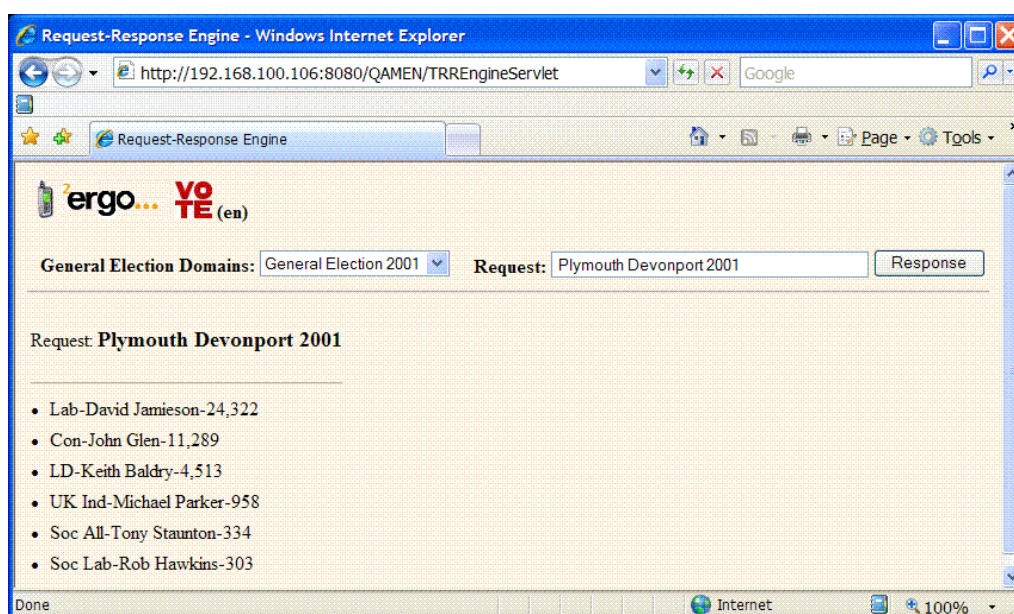 Request-Response Engine - Windows Internet Explorer
http://192.168.100.106:8080/QAMEN/TRREngineServlet Google
Request-Response Engine Page Tools
2ergo... VOTE (en)
General Election Domains: General Election 2001 Request: Plymouth Devonport 2001 Response
Request: Plymouth Devonport 2001
Lab-David Jamieson-24,322
Con-John Glen-11,289
LD-Keith Baldry-4,513
UK Ind-Michael Parker-958
Soc All-Tony Staunton-334
Soc Lab-Rob Hawkins-303
Done Internet 100%